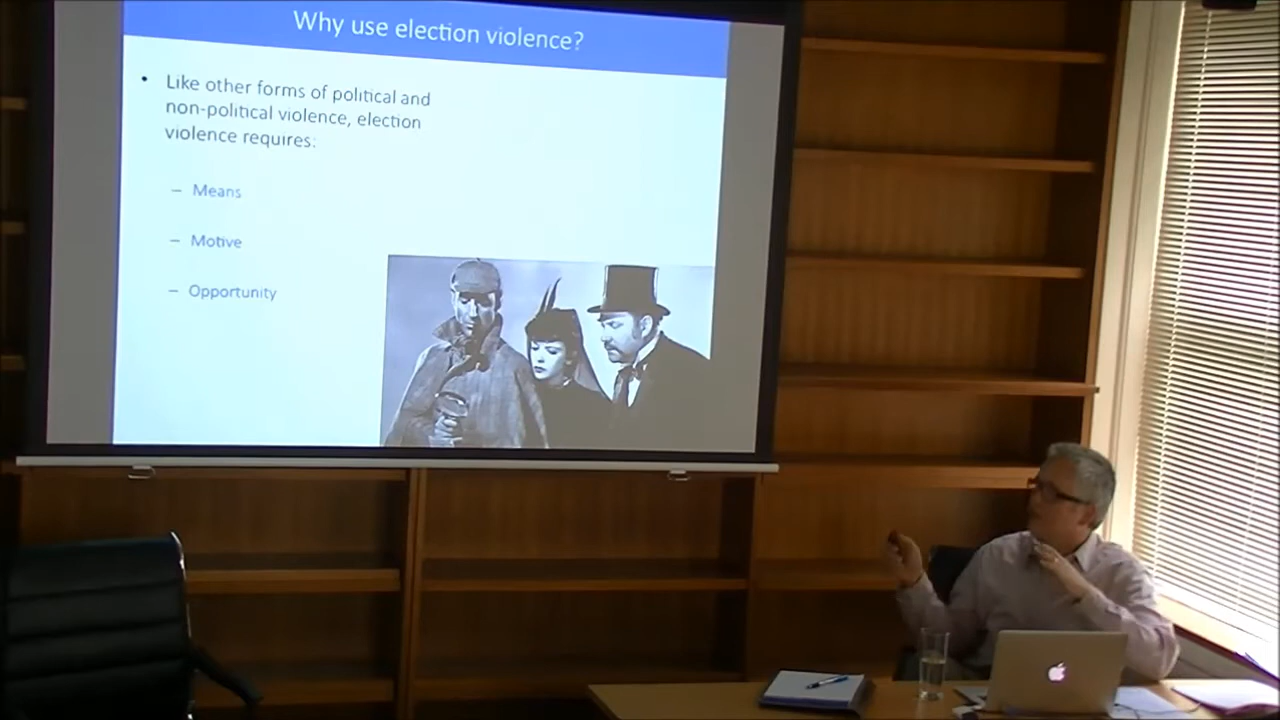 Why use election violence?
• Like other forms of political and
non-political violence, election
violence requires:
– Means
– Motive
– Opportunity